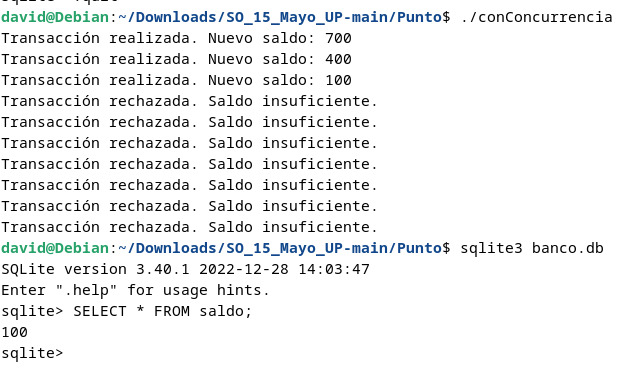 david@Debian:~/Downloads/SO_15_Mayo_UP-main/Punto$ ./conConcurrencia
Transacción realizada. Nuevo saldo: 700
Transacción realizada. Nuevo saldo: 400
Transacción realizada. Nuevo saldo: 100
Transacción rechazada. Saldo insuficiente.
Transacción rechazada. Saldo insuficiente.
Transacción rechazada. Saldo insuficiente.
Transacción rechazada. Saldo insuficiente.
Transacción rechazada. Saldo insuficiente.
Transacción rechazada. Saldo insuficiente.
Transacción rechazada. Saldo insuficiente.
david@Debian:~/Downloads/SO_15_Mayo_UP-main/Punto$ sqlite3 banco.db
SQLite version 3.40.1 2022-12-28 14:03:47
Enter ".help" for usage hints.
sqlite> SELECT * FROM saldo;
100
sqlite>